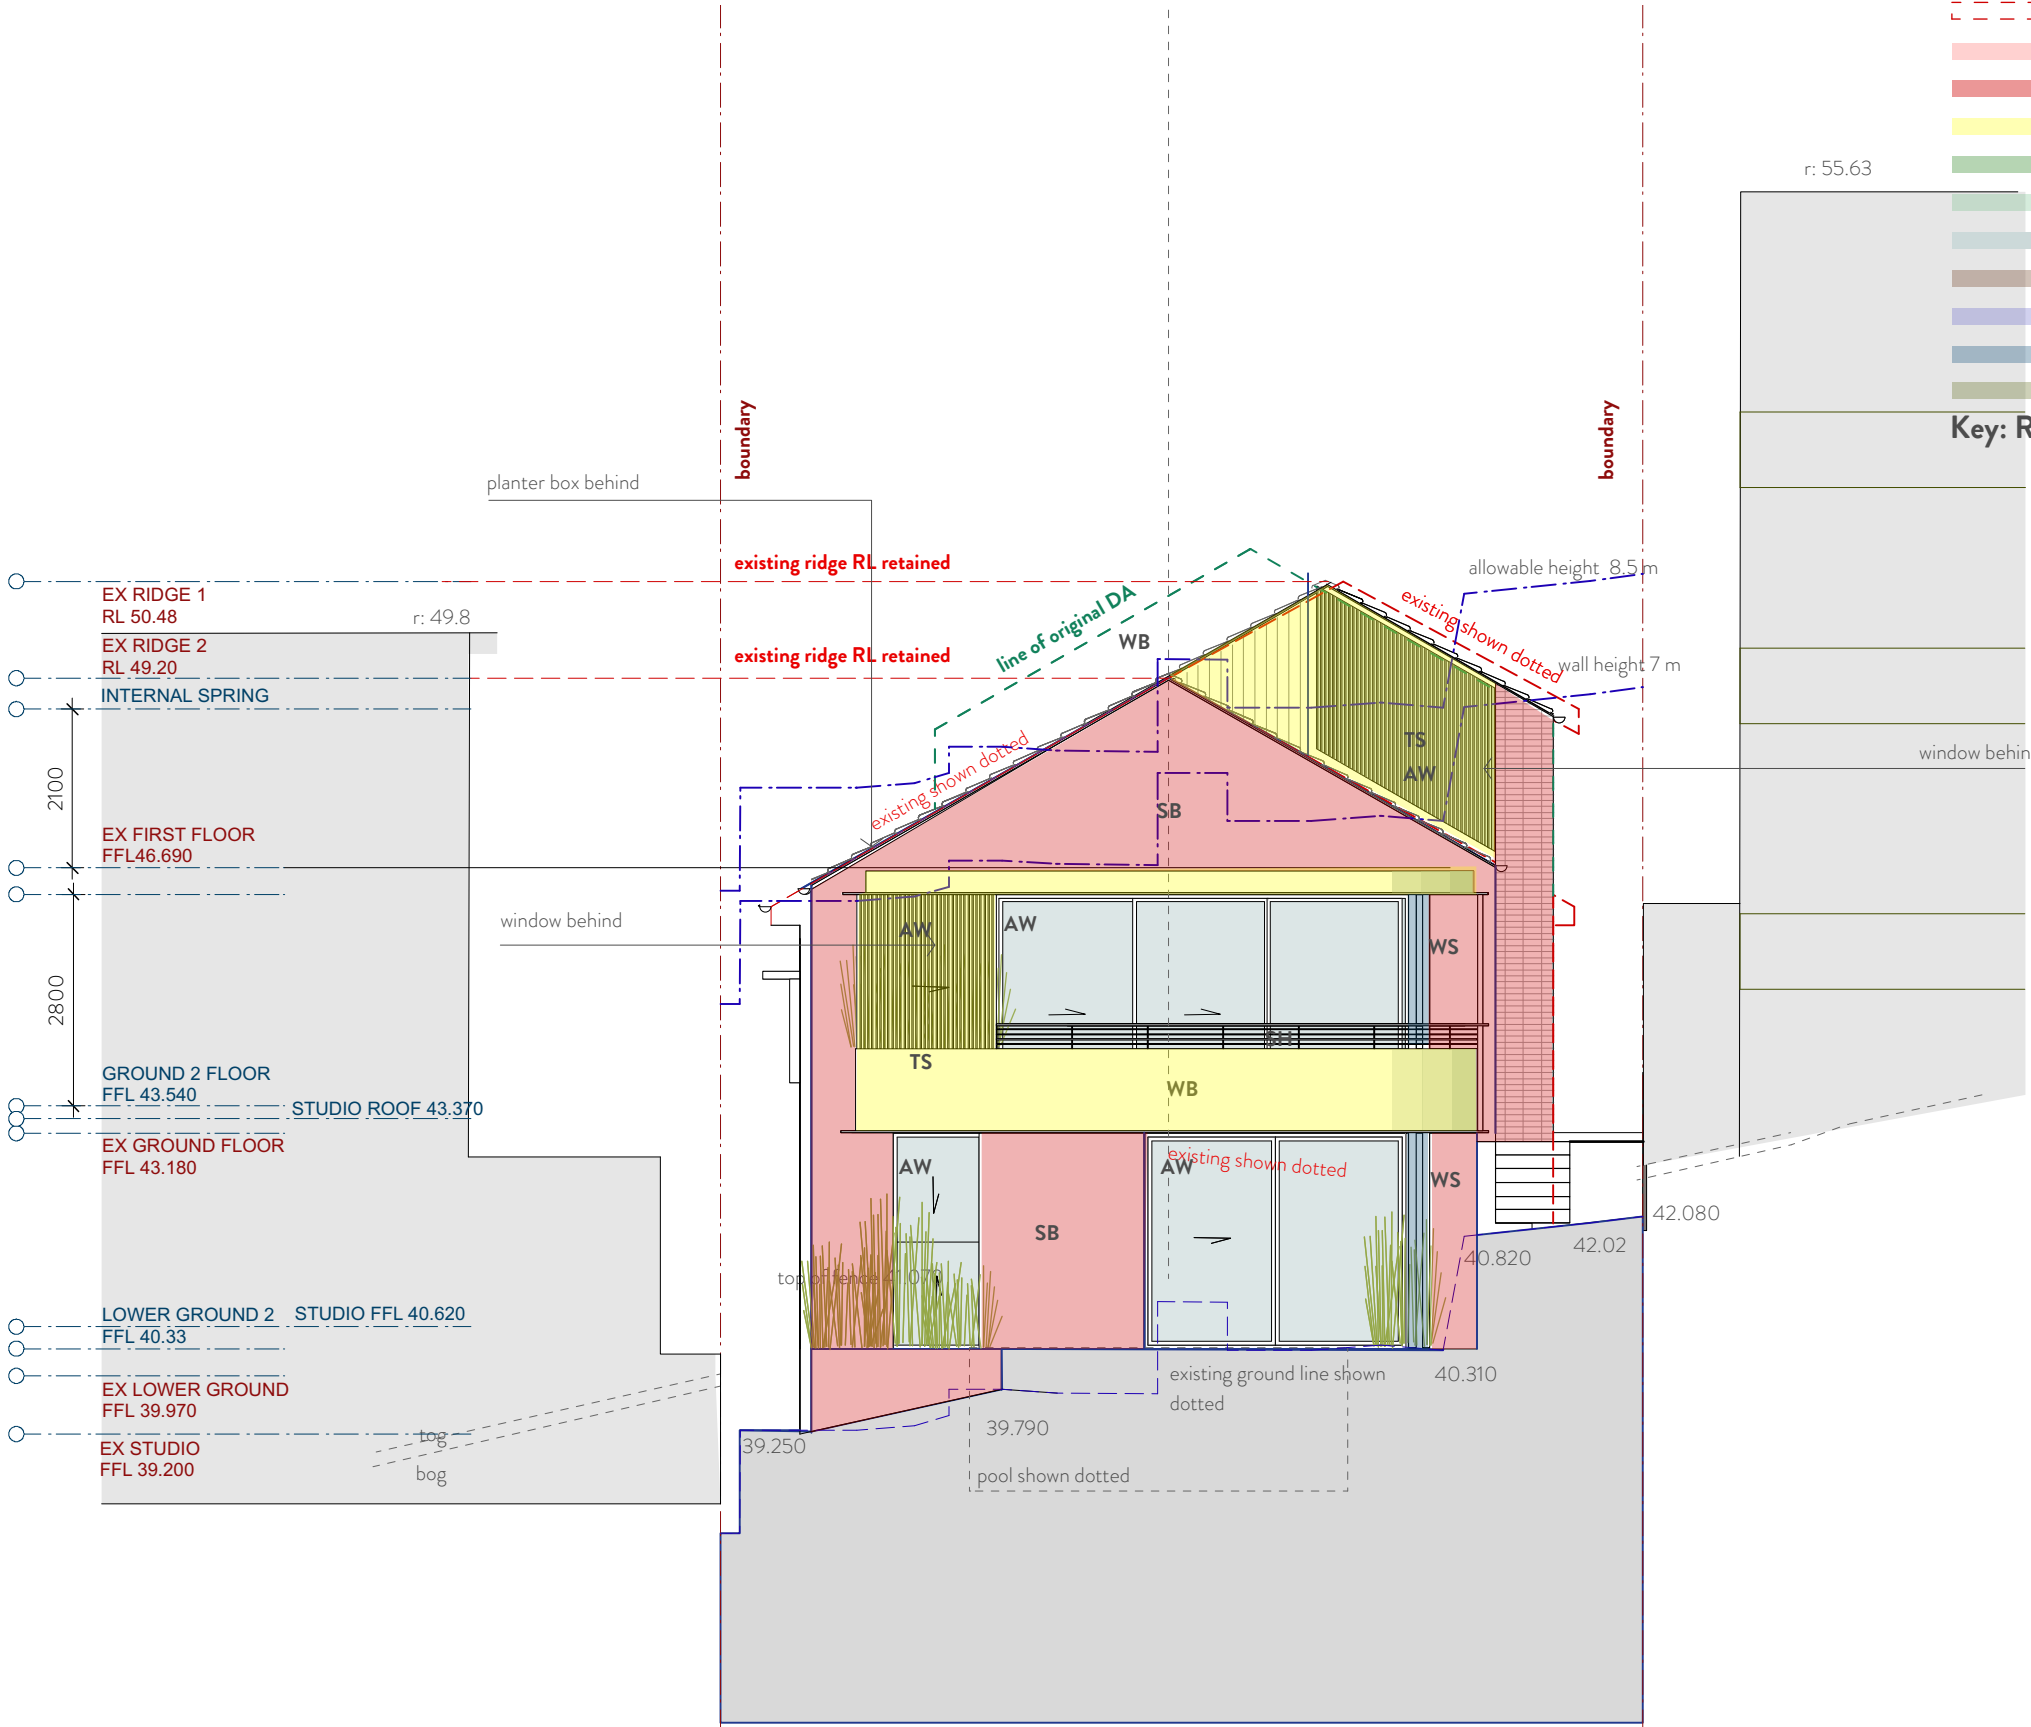 r: 55.63
Key: R
boundary
boundary
planter box behind
existing ridge RL retained
allowable height 8.5 m
EX RIDGE 1
RL 50.48
r: 49.8
line of original DA
existing shown dotted
WB
EX RIDGE 2
RL 49.20
existing ridge RL retained
wall height 7 m
INTERNAL SPRING
TS
AW
window behin
existing shown dotted
2100
SB
EX FIRST FLOOR
FFL46.690
window behind
AW
AW
WS
2800
TS
WB
GROUND 2 FLOOR
FFL 43.540
STUDIO ROOF 43.370
EX GROUND FLOOR
FFL 43.180
AW
AW
existing shown dotted
WS
SB
42.080
42.02
40.820
top of fence 41.070
LOWER GROUND 2
STUDIO FFL 40.620
FFL 40.33
existing ground line shown
dotted
40.310
EX LOWER GROUND
FFL 39.970
39.790
39.250
tog
bog
EX STUDIO
FFL 39.200
pool shown dotted